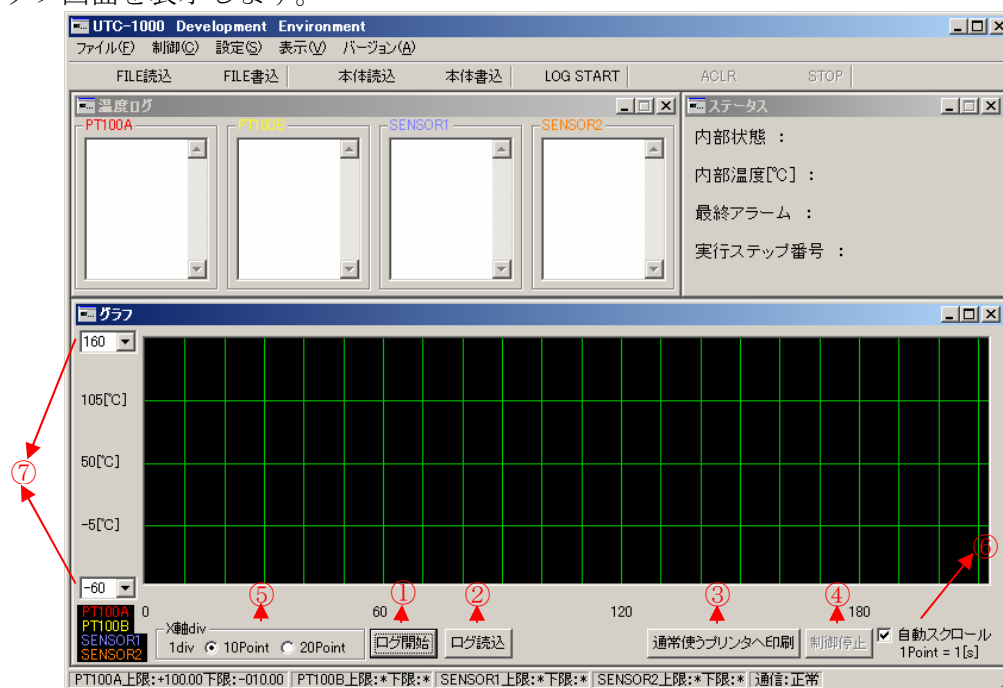 フ画面を表示します。
UTC-1000 Development Environment
ファイル(F) 制御(C) 設定(S) 表示(V) バージョン(A)
FILE読込 FILE書込 本体読込 本体書込 LOG START ACLR STOP
温度ログ
PT100A PT100B SENSOR1 SENSOR2
ステータス
内部状態 :
内部温度[℃] :
最終アラーム :
実行ステップ番号 :
グラフ
160
105[℃]
⑦ 50[℃]
-5[℃]
⑥
-60
⑤ ① ② ③ ④
0 60 120 180
PT100A
PT100B
SENSOR1
SENSOR2
X軸div
1div 10Point 20Point
ログ開始 ログ読込 通常使うプリンタへ印刷 制御停止 自動スクロール
1Point = 1[s]
PT100A上限:+100.00下限:-010.00 PT100B上限:*下限:* SENSOR1上限:*下限:* SENSOR2上限:*下限:* 通信:正常